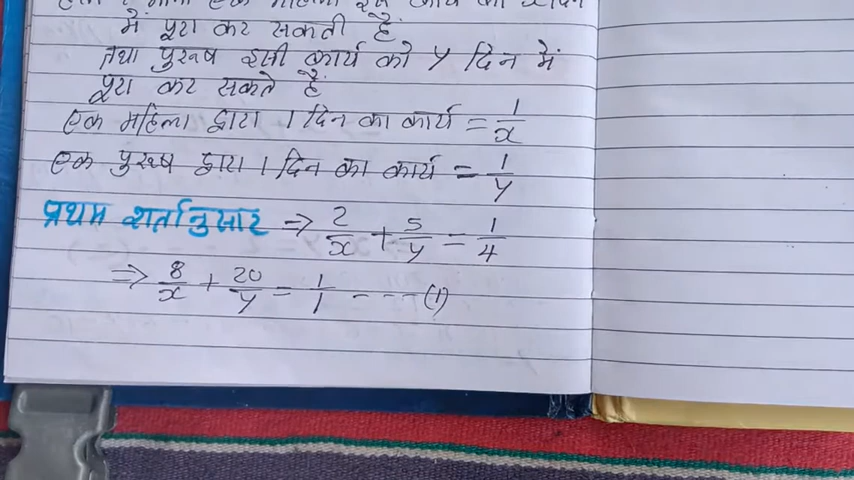 में पूरा कर सकती है
तथा पुरूष इसी कार्य को y दिन में
पूरा कर सकते हैं
एक महिला द्वारा 1 दिन का कार्य = 1/x
एक पुरूष द्वारा 1 दिन का कार्य = 1/y
प्रथम शर्तानुसार ⇒ 2/x + 5/y = 1/4
⇒ 8/x + 20/y = 1/1 ---- (1)